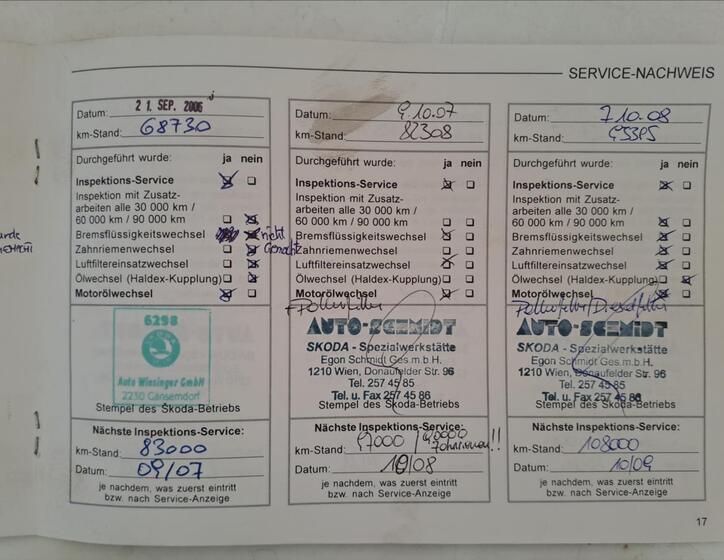 SERVICE-NACHWEIS
Datum: 21. SEP. 2006
km-Stand: 68730
Durchgeführt wurde: ja nein
Inspektions-Service
Inspektion mit Zusatz-
arbeiten alle 30 000 km /
60 000 km / 90 000 km
Bremsflüssigkeitswechsel nicht
Zahnriemenwechsel gemacht
Luftfiltereinsatzwechsel
Ölwechsel (Haldex-Kupplung)
Motorölwechsel
6298
Auto Wiesinger GmbH
2230 Gänserndorf
Stempel des Skoda-Betriebs
Nächste Inspektions-Service:
km-Stand: 83000
Datum: 09/07
je nachdem, was zuerst eintritt
bzw. nach Service-Anzeige
Datum: 9.10.07
km-Stand: 82308
Durchgeführt wurde: ja nein
Inspektions-Service
Inspektion mit Zusatz-
arbeiten alle 30 000 km /
60 000 km / 90 000 km
Bremsflüssigkeitswechsel
Zahnriemenwechsel
Luftfiltereinsatzwechsel
Ölwechsel (Haldex-Kupplung)
Motorölwechsel
+Pollenfilter
AUTO-SCHMIDT
SKODA - Spezialwerkstätte
Egon Schmidt Ges.m.b.H.
1210 Wien, Donaufelder Str. 96
Tel. 257 45 85
Tel. u. Fax 257 45 86
Stempel des Skoda-Betriebs
Nächste Inspektions-Service:
km-Stand: 97000 / 90000
Zahnriemen!!
Datum: 10/08
je nachdem, was zuerst eintritt
bzw. nach Service-Anzeige
Datum: 7.10.08
km-Stand: 95395
Durchgeführt wurde: ja nein
Inspektions-Service
Inspektion mit Zusatz-
arbeiten alle 30 000 km /
60 000 km / 90 000 km
Bremsflüssigkeitswechsel
Zahnriemenwechsel
Luftfiltereinsatzwechsel
Ölwechsel (Haldex-Kupplung)
Motorölwechsel
Pollenfilter/Dieselfilter
AUTO-SCHMIDT
SKODA - Spezialwerkstätte
Egon Schmidt Ges.m.b.H.
1210 Wien, Donaufelder Str. 96
Tel. 257 45 85
Tel. u. Fax 257 45 86
Stempel des Skoda-Betriebs
Nächste Inspektions-Service:
km-Stand: 108000
Datum: 10/09
je nachdem, was zuerst eintritt
bzw. nach Service-Anzeige
17